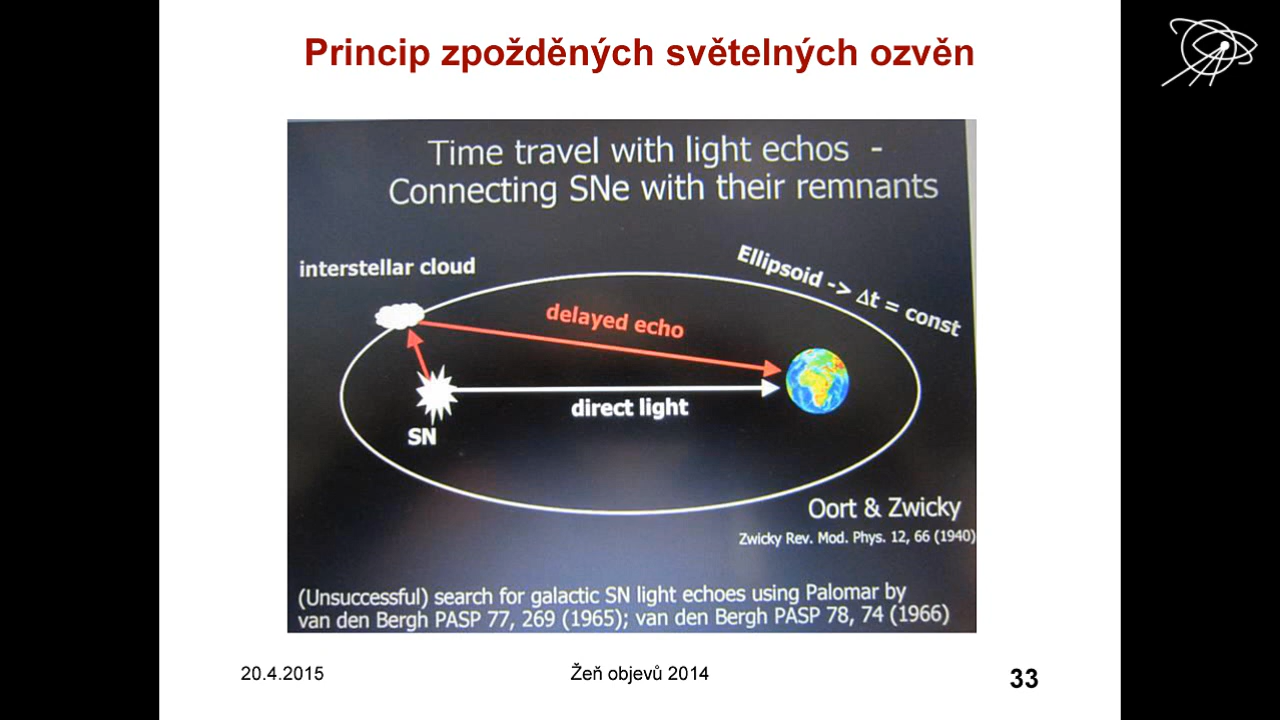 Princip zpožděných světelných ozvěn
Time travel with light echos -
Connecting SNe with their remnants
interstellar cloud
Ellipsoid -> Δt = const
delayed echo
direct light
SN
Oort & Zwicky
Zwicky Rev. Mod. Phys. 12, 66 (1940)
(Unsuccessful) search for galactic SN light echoes using Palomar by
van den Bergh PASP 77, 269 (1965); van den Bergh PASP 78, 74 (1966)
20.4.2015
Žeň objevů 2014
33